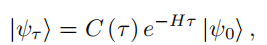 |ψ_τ⟩ = C (τ) e^{−Hτ} |ψ_0⟩ ,